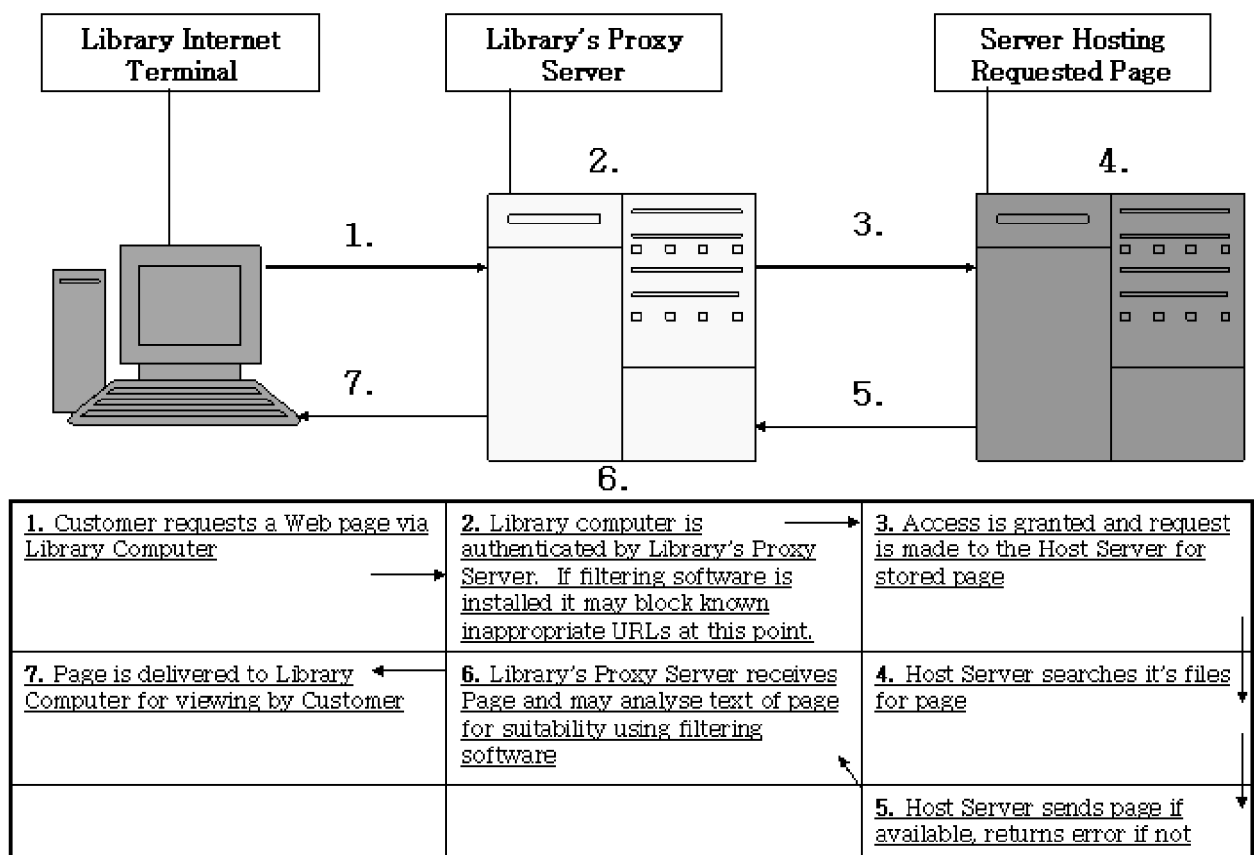 Library Internet
Terminal
Library's Proxy
Server
Server Hosting
Requested Page
2.
4.
1.
3.
7.
5.
6.
1. Customer requests a Web page via
Library Computer
2. Library computer is
authenticated by Library's Proxy
Server. If filtering software is
installed it may block known
inappropriate URLs at this point.
3. Access is granted and request
is made to the Host Server for
stored page
7. Page is delivered to Library
Computer for viewing by Customer
6. Library's Proxy Server receives
Page and may analyse text of page
for suitability using filtering
software
4. Host Server searches it's files
for page
5. Host Server sends page if
available, returns error if not